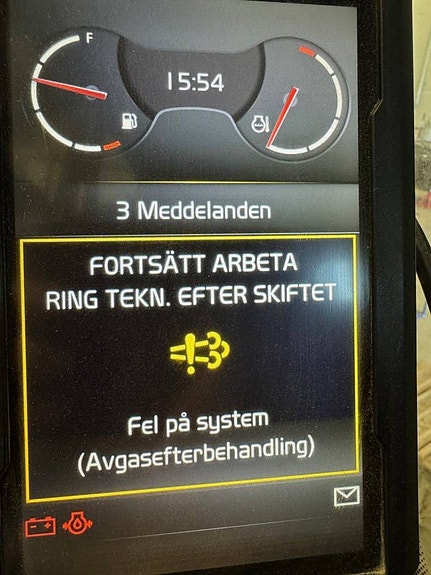 F
15:54
3 Meddelanden
FORTSÄTT ARBETA
RING TEKN. EFTER SKIFTET
Fel på system
(Avgasefterbehandling)